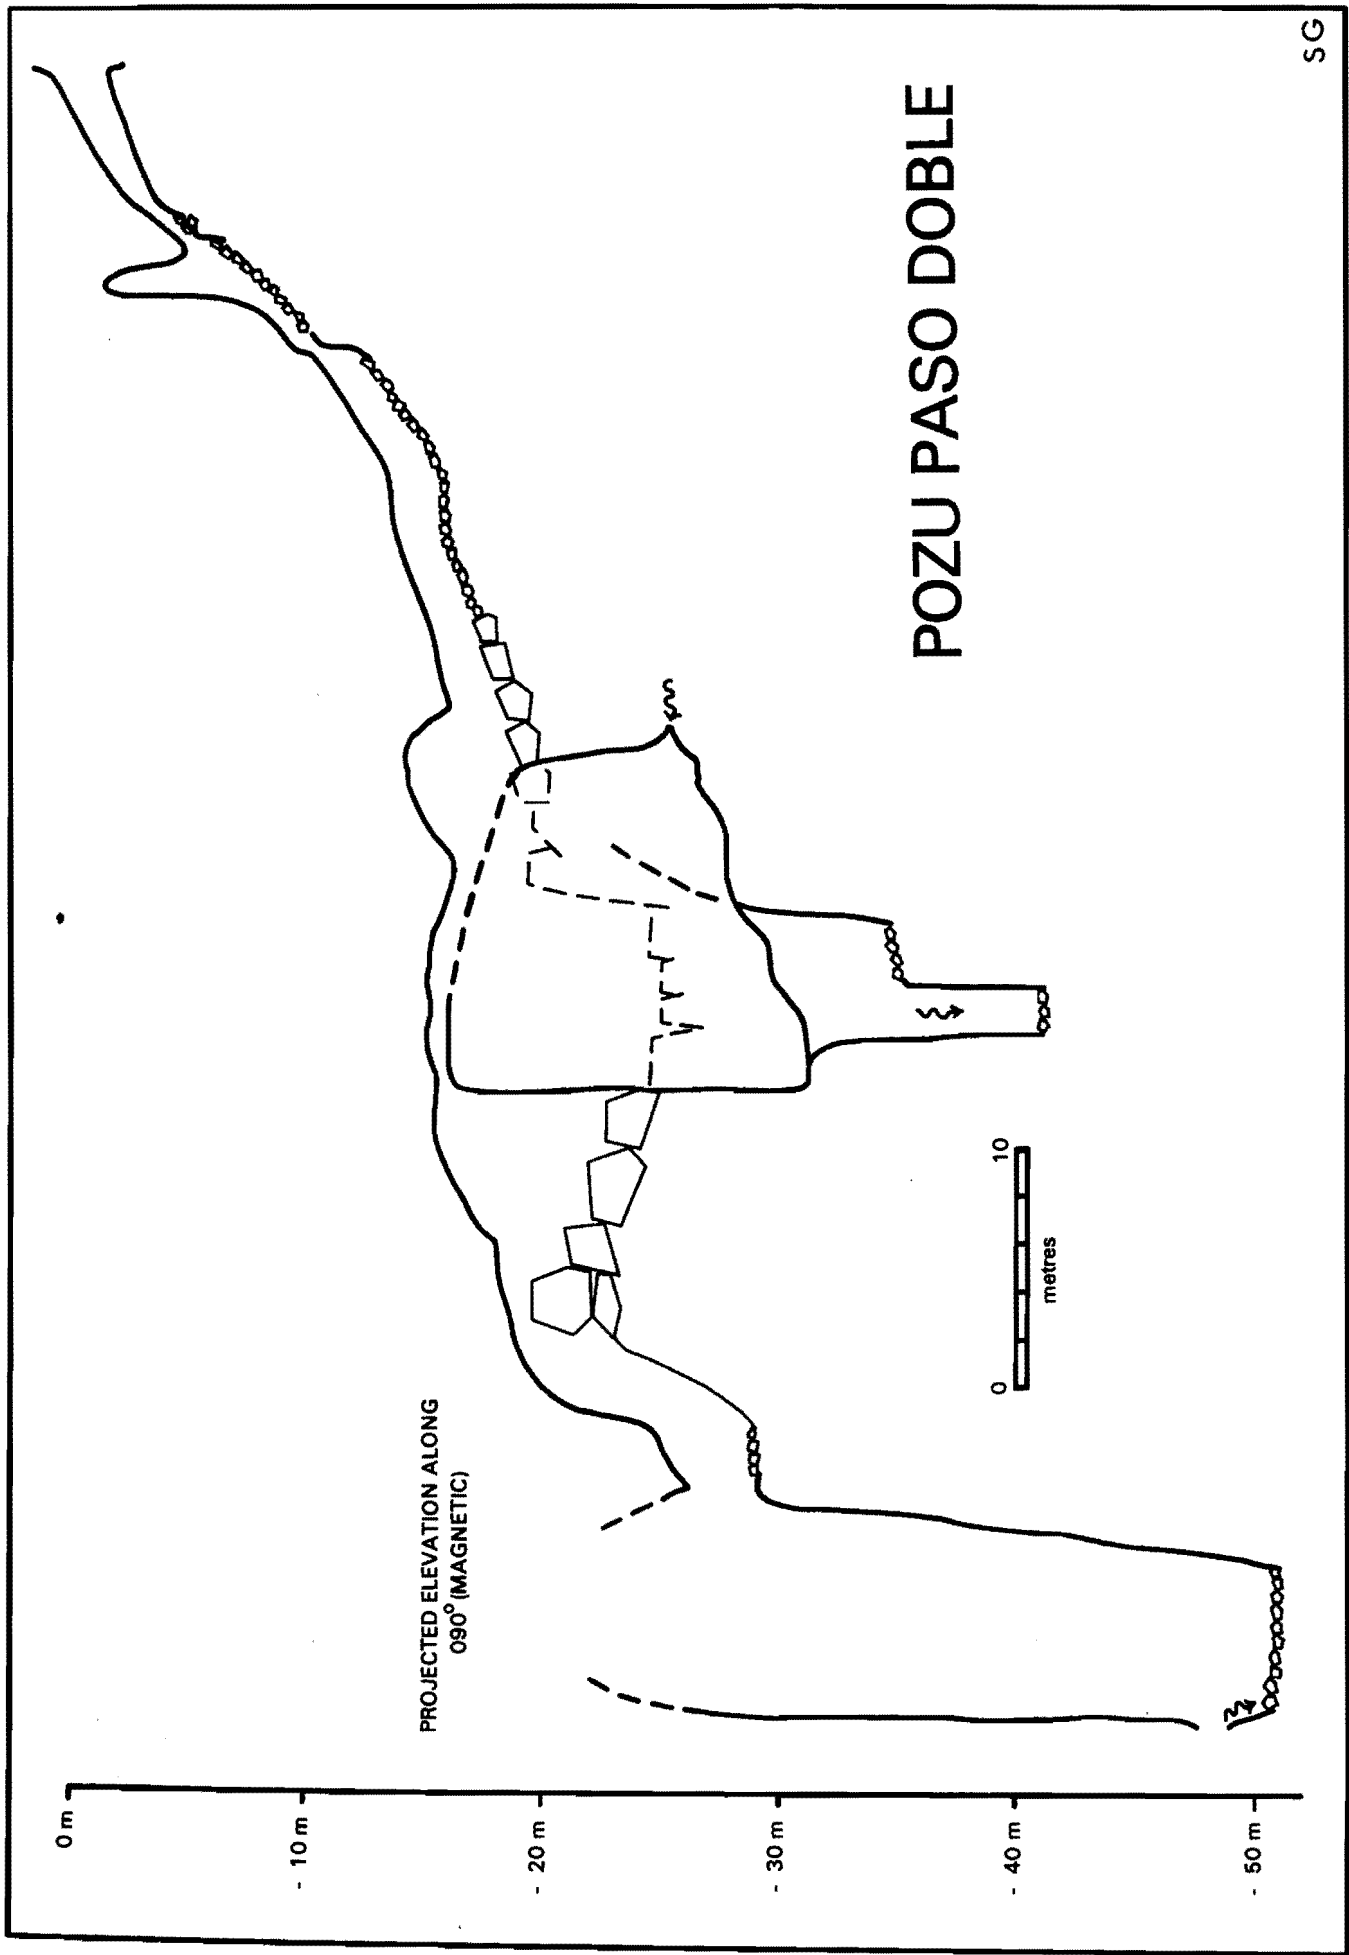 PROJECTED ELEVATION ALONG
090° (MAGNETIC)
0 m
- 10 m
- 20 m
- 30 m
- 40 m
- 50 m
0 10
metres
POZU PASO DOBLE
SG